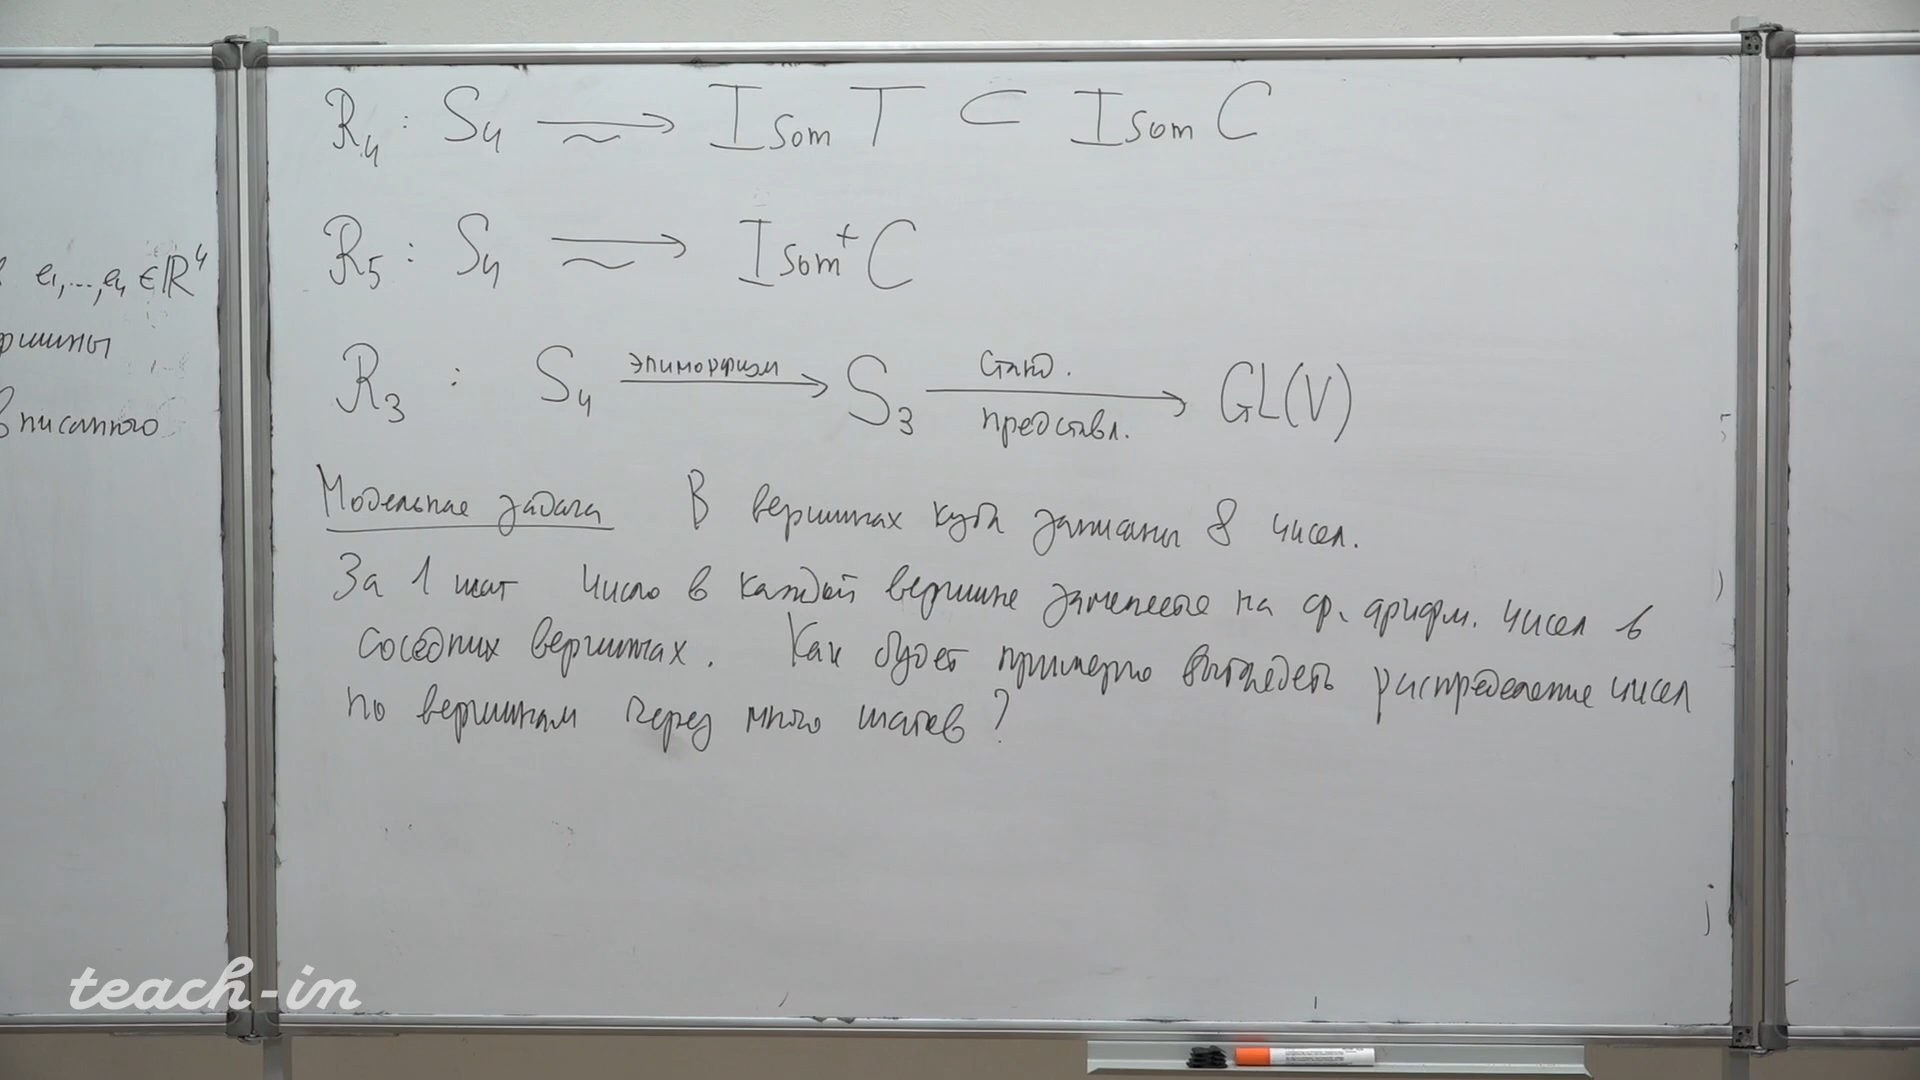 R₄ : S₄ ⥲ Isom T ⊂ Isom C
R₅ : S₄ ⥲ Isom⁺ C
e₁,...,e₄ ∈ ℝ⁴
R₃ : S₄ —эпиморфизм→ S₃ —станд. представл.→ GL(V)
Модельная задача В вершинах куба записаны 8 чисел.
За 1 шаг число в каждой вершине заменяется на ср. арифм. чисел в
соседних вершинах. Как будет примерно выглядеть распределение чисел
по вершинам через много шагов?
teach-in